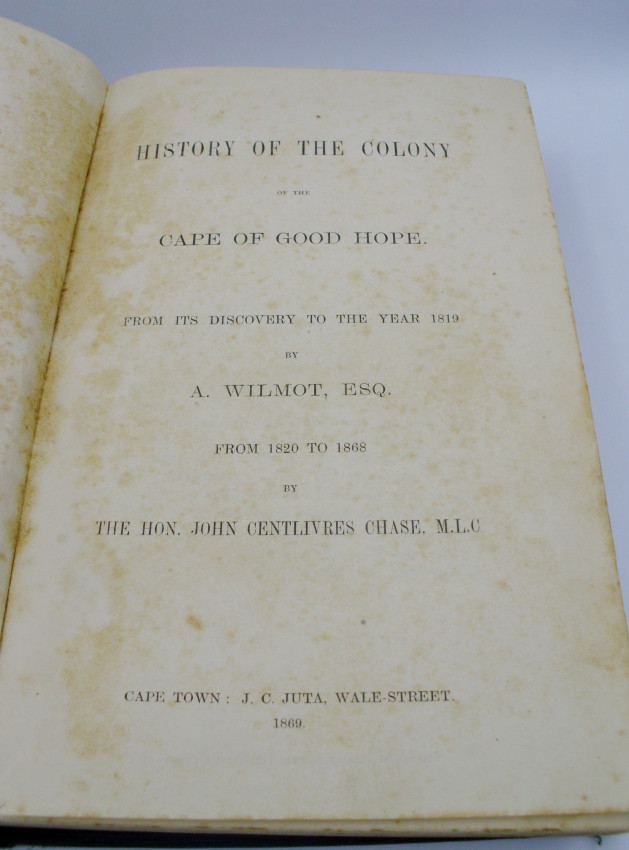 HISTORY OF THE COLONY
OF THE
CAPE OF GOOD HOPE.
FROM ITS DISCOVERY TO THE YEAR 1819
BY
A. WILMOT, ESQ.
FROM 1820 TO 1868
BY
THE HON. JOHN CENTLIVRES CHASE. M.L.C
CAPE TOWN: J. C. JUTA, WALE-STREET.
1869.